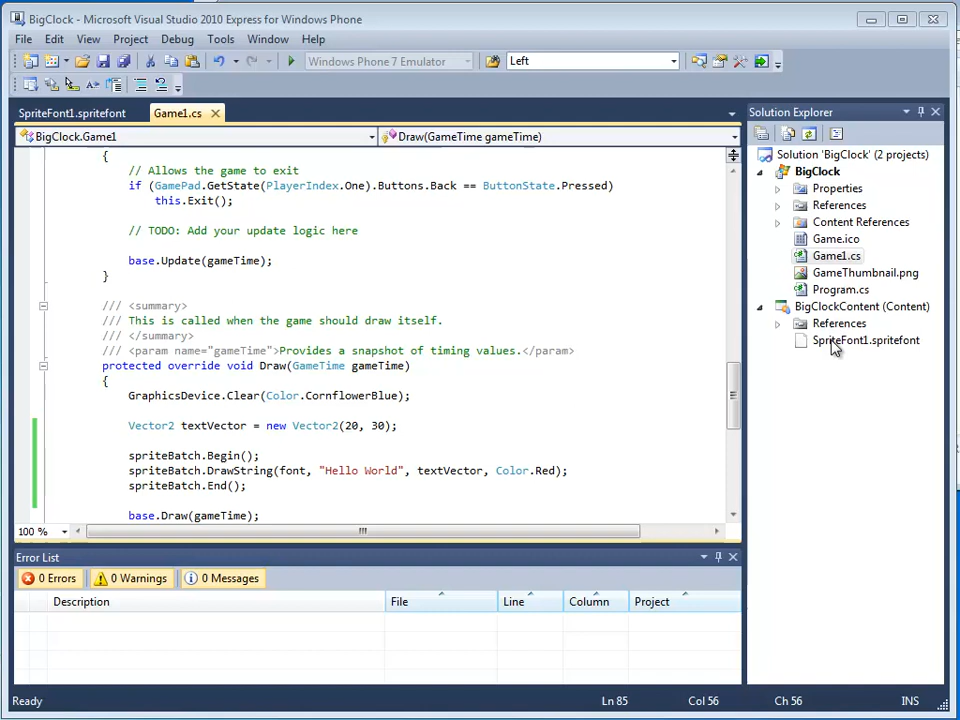 BigClock - Microsoft Visual Studio 2010 Express for Windows Phone
File Edit View Project Debug Tools Window Help
Windows Phone 7 Emulator Left
SpriteFont1.spritefont Game1.cs
BigClock.Game1 Draw(GameTime gameTime)
{
// Allows the game to exit
if (GamePad.GetState(PlayerIndex.One).Buttons.Back == ButtonState.Pressed)
this.Exit();
// TODO: Add your update logic here
base.Update(gameTime);
}
/// <summary>
/// This is called when the game should draw itself.
/// </summary>
/// <param name="gameTime">Provides a snapshot of timing values.</param>
protected override void Draw(GameTime gameTime)
{
GraphicsDevice.Clear(Color.CornflowerBlue);
Vector2 textVector = new Vector2(20, 30);
spriteBatch.Begin();
spriteBatch.DrawString(font, "Hello World", textVector, Color.Red);
spriteBatch.End();
base.Draw(gameTime);
100 %
Solution Explorer
Solution 'BigClock' (2 projects)
BigClock
Properties
References
Content References
Game.ico
Game1.cs
GameThumbnail.png
Program.cs
BigClockContent (Content)
References
SpriteFont1.spritefont
Error List
0 Errors 0 Warnings 0 Messages
Description File Line Column Project
Ready Ln 85 Col 56 Ch 56 INS